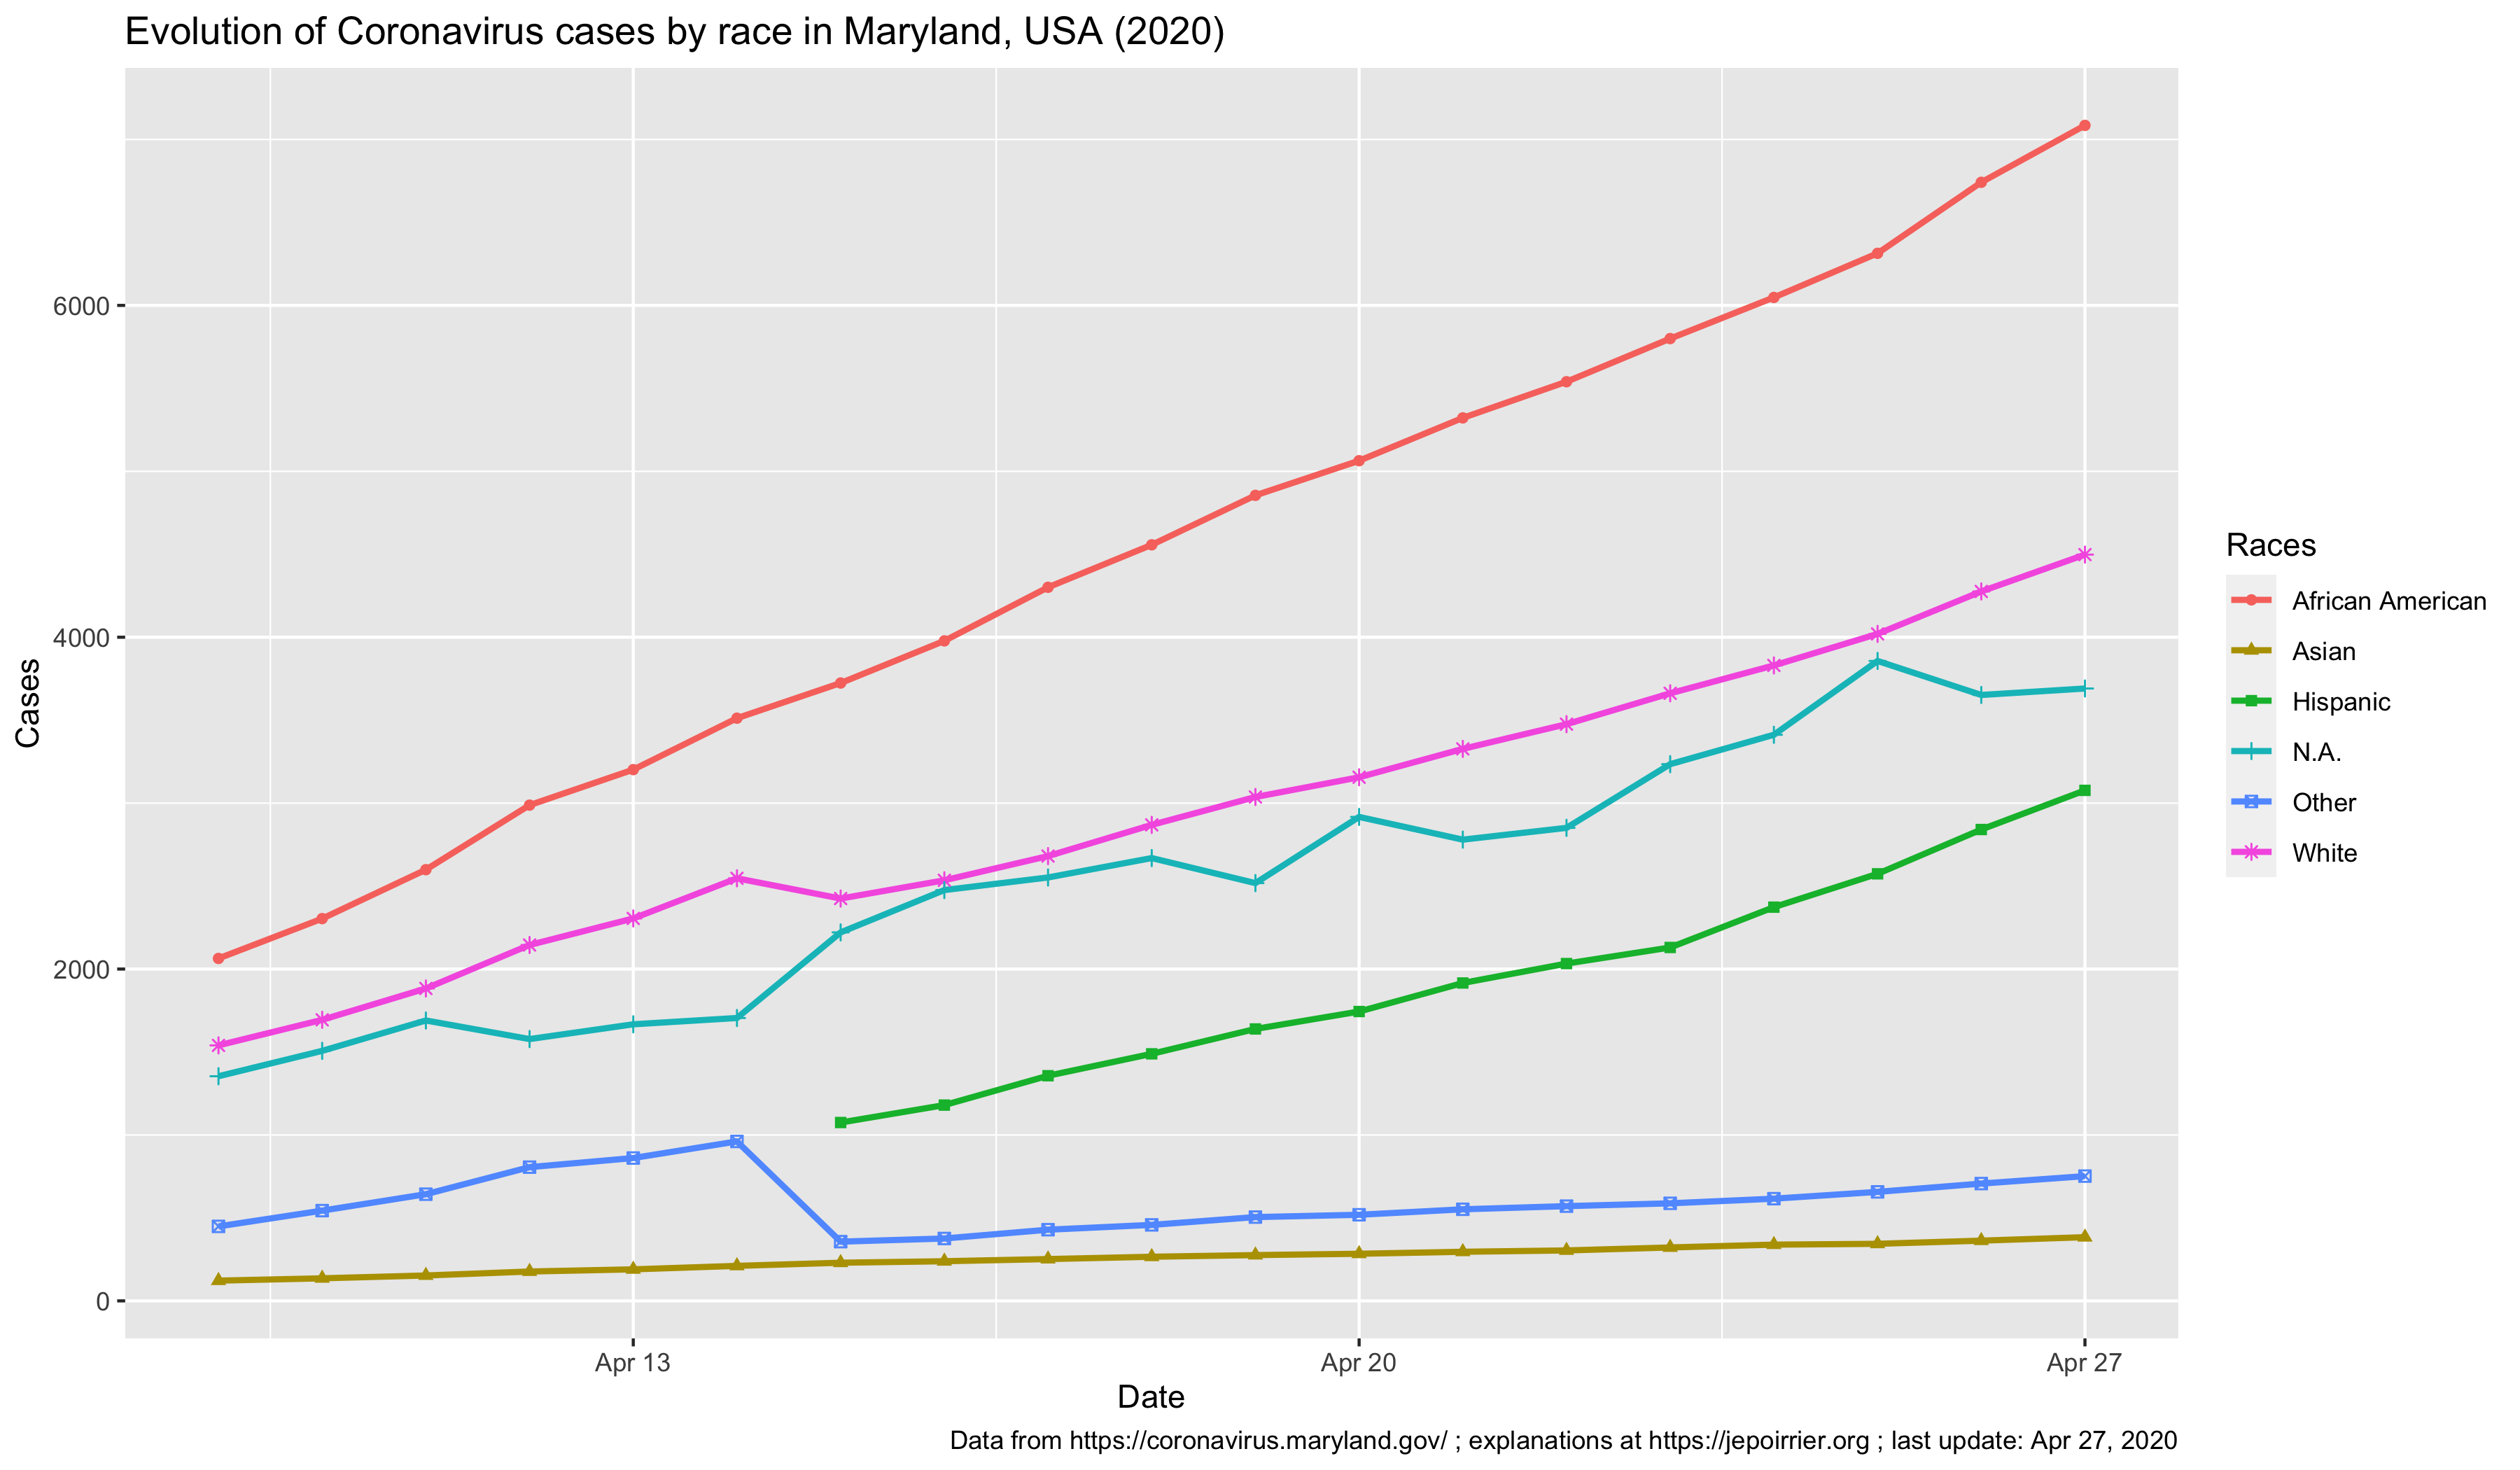 Evolution of Coronavirus cases by race in Maryland, USA (2020)
6000
4000
2000
0
Cases
Apr 13
Apr 20
Apr 27
Date
Races
African American
Asian
Hispanic
N.A.
Other
White
Data from https://coronavirus.maryland.gov/ ; explanations at https://jepoirrier.org ; last update: Apr 27, 2020